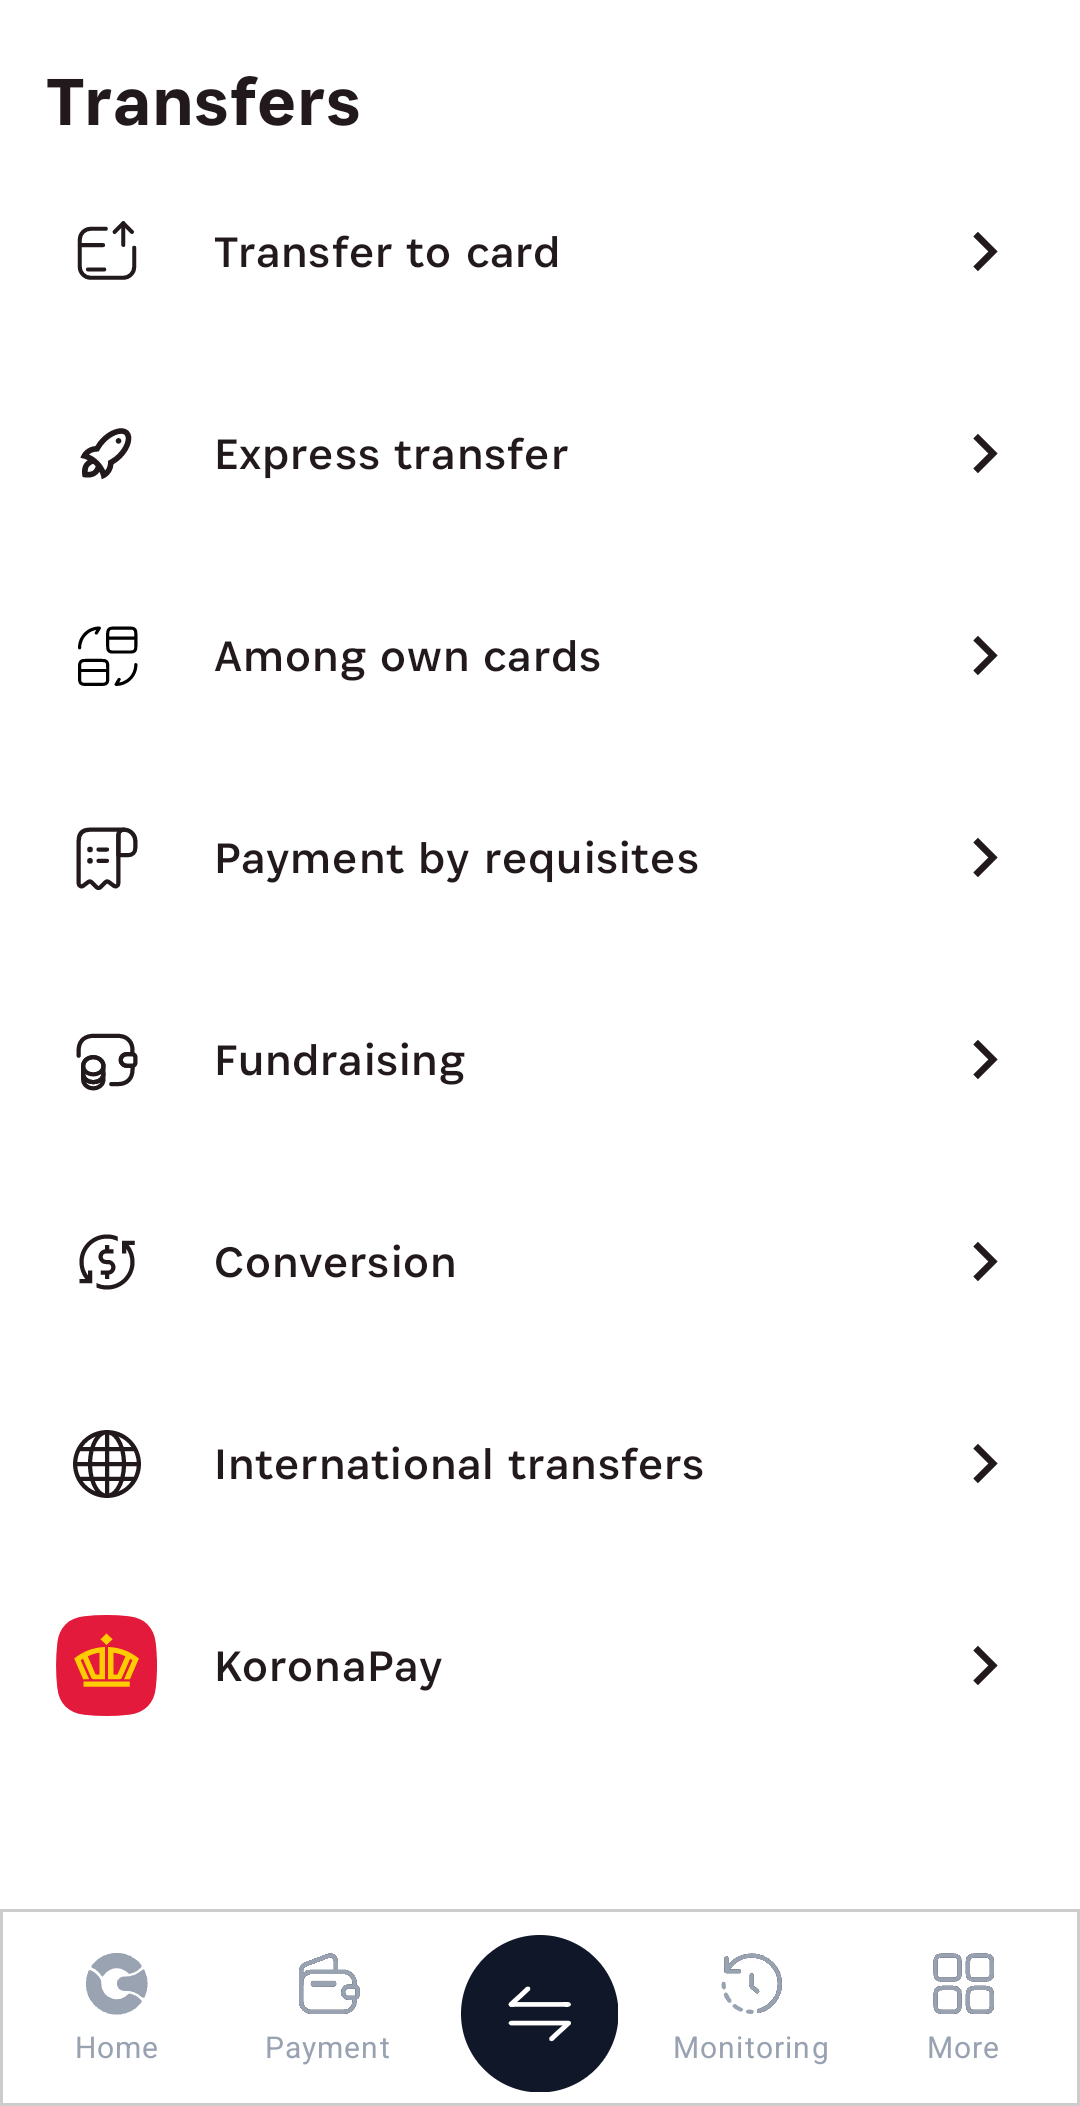 Transfers
Transfer to card
Express transfer
Among own cards
Payment by requisites
Fundraising
Conversion
International transfers
KoronaPay
Home
Payment
Monitoring
More